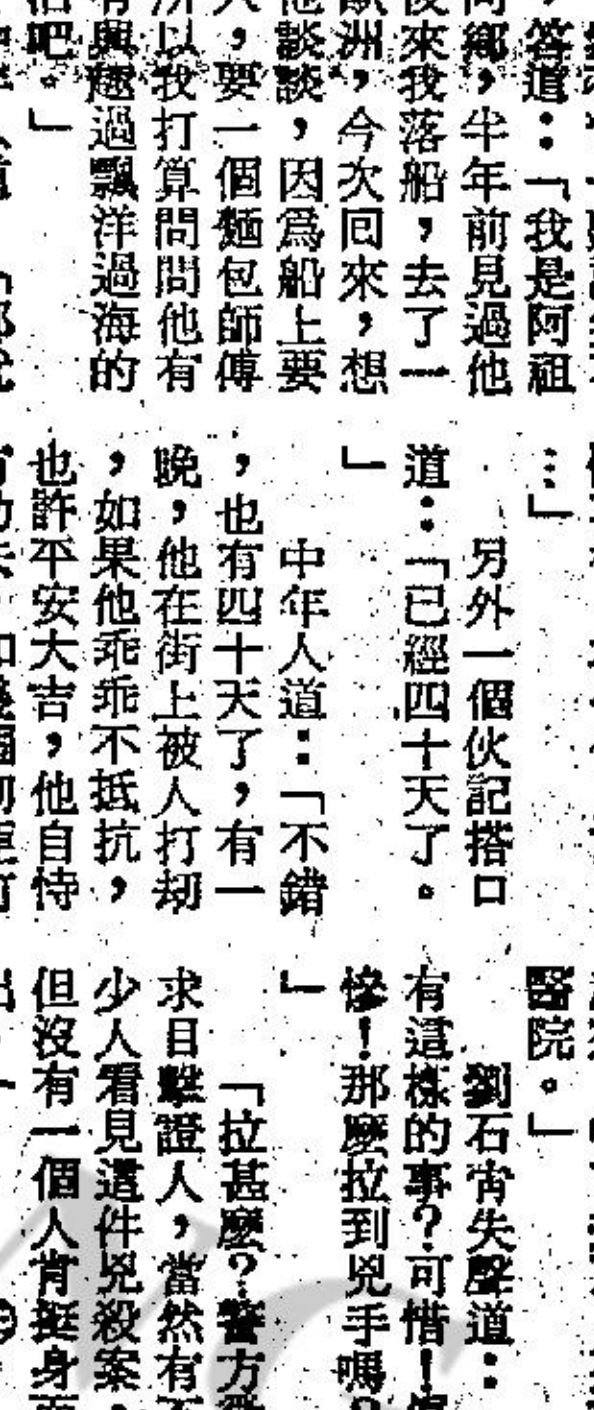 ，答道：「我是阿祖
同鄉，半年前見過他
後來我落船，去了一
歐洲，今次回來，想
他談談，因爲船上要
人，要一個麵包師傅
所以我打算問問他有
有興趣過飄洋過海的
活吧。」
…」
另外一個伙記搭口
道：「已經四十天了。
」
中年人道：「不錯
，也有四十天了，有一
晚，他在街上被人打刼
，如果他乖乖不抵抗，
也許平安大吉，他自恃
醫院。」
劉石宵失聲道：
有這樣的事？可惜！
慘！那麼拉到兇手嗎？
」
「拉甚麼？警方
求目擊證人，當然有不
少人看見這件兇殺案，
但沒有一個人肯挺身而
出